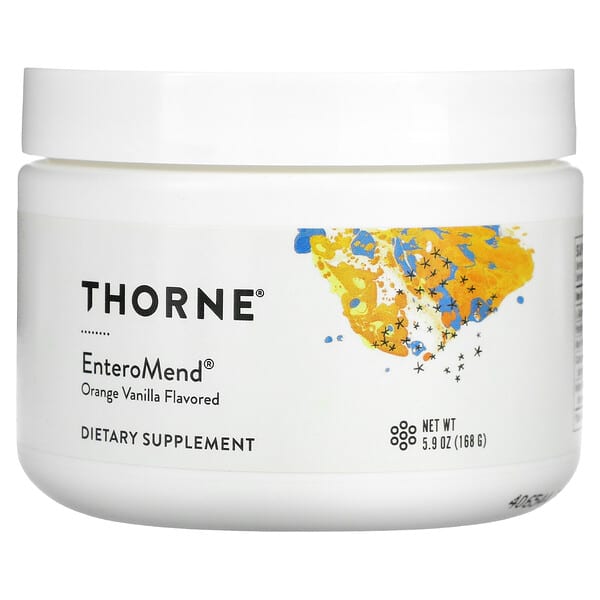 THORNE®
EnteroMend®
Orange Vanilla Flavored
DIETARY SUPPLEMENT
NET WT
5.9 OZ (168 G)